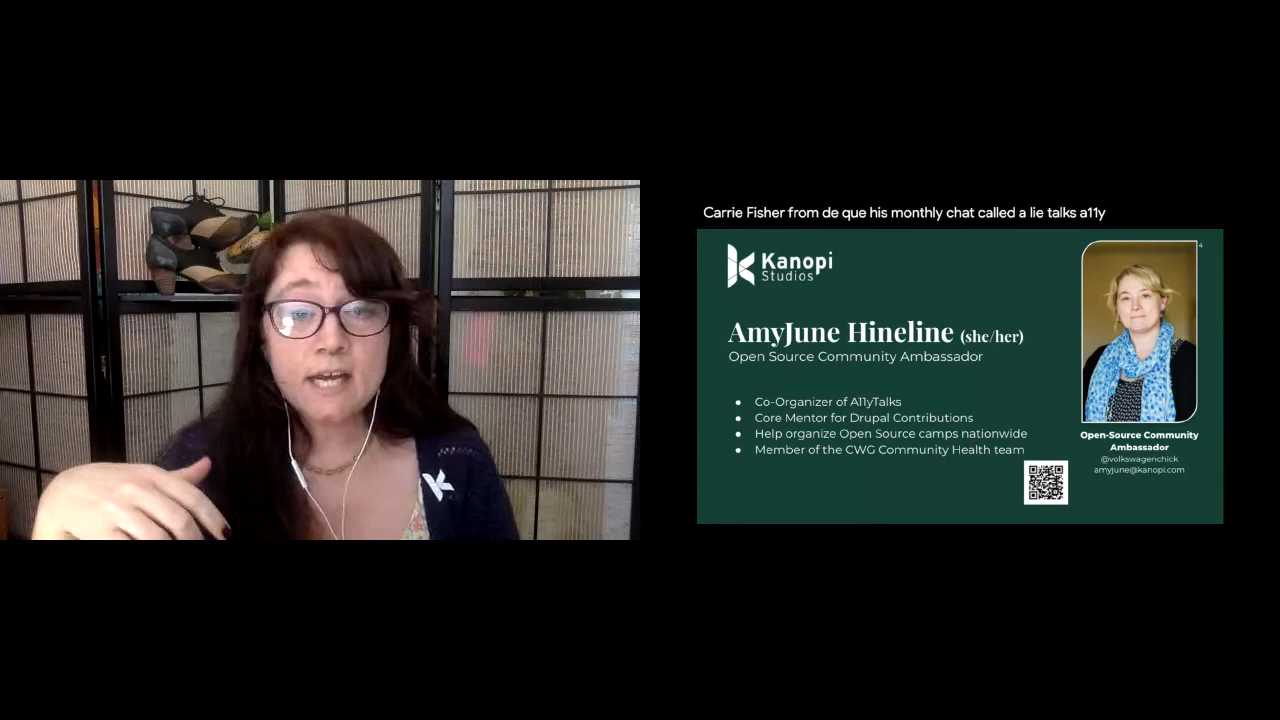 Carrie Fisher from de que his monthly chat called a lie talks a11y
4
Kanopi
Studios
AmyJune Hineline (she/her)
Open Source Community Ambassador
● Co-Organizer of A11yTalks
● Core Mentor for Drupal Contributions
● Help organize Open Source camps nationwide
● Member of the CWG Community Health team
Open-Source Community
Ambassador
@volkswagenchick
amyjune@kanopi.com